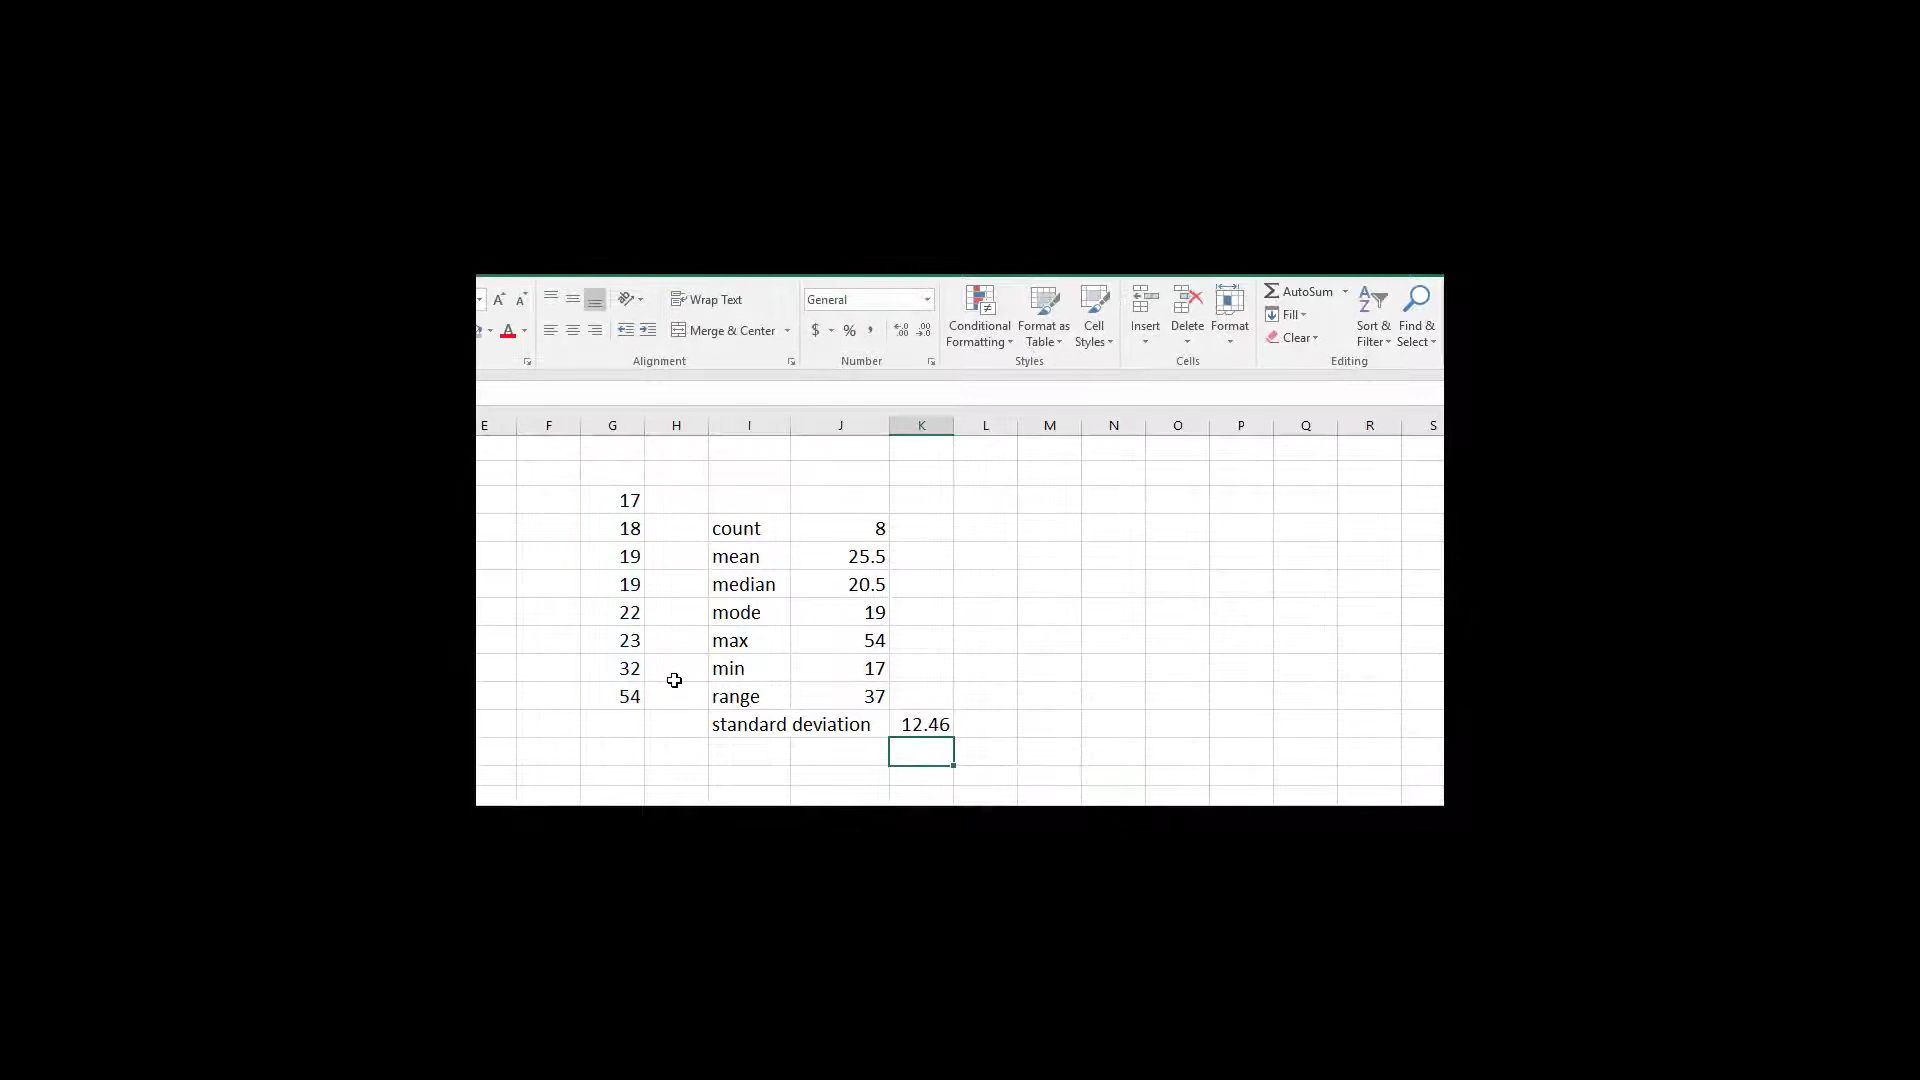 Wrap Text
General
AutoSum
Fill
Clear
Merge & Center
$ % ,
Conditional Formatting
Format as Table
Cell Styles
Insert
Delete
Format
Sort & Filter
Find & Select
Alignment
Number
Styles
Cells
Editing
E F G H I J K L M N O P Q R S
17
18 count 8
19 mean 25.5
19 median 20.5
22 mode 19
23 max 54
32 min 17
54 range 37
standard deviation 12.46